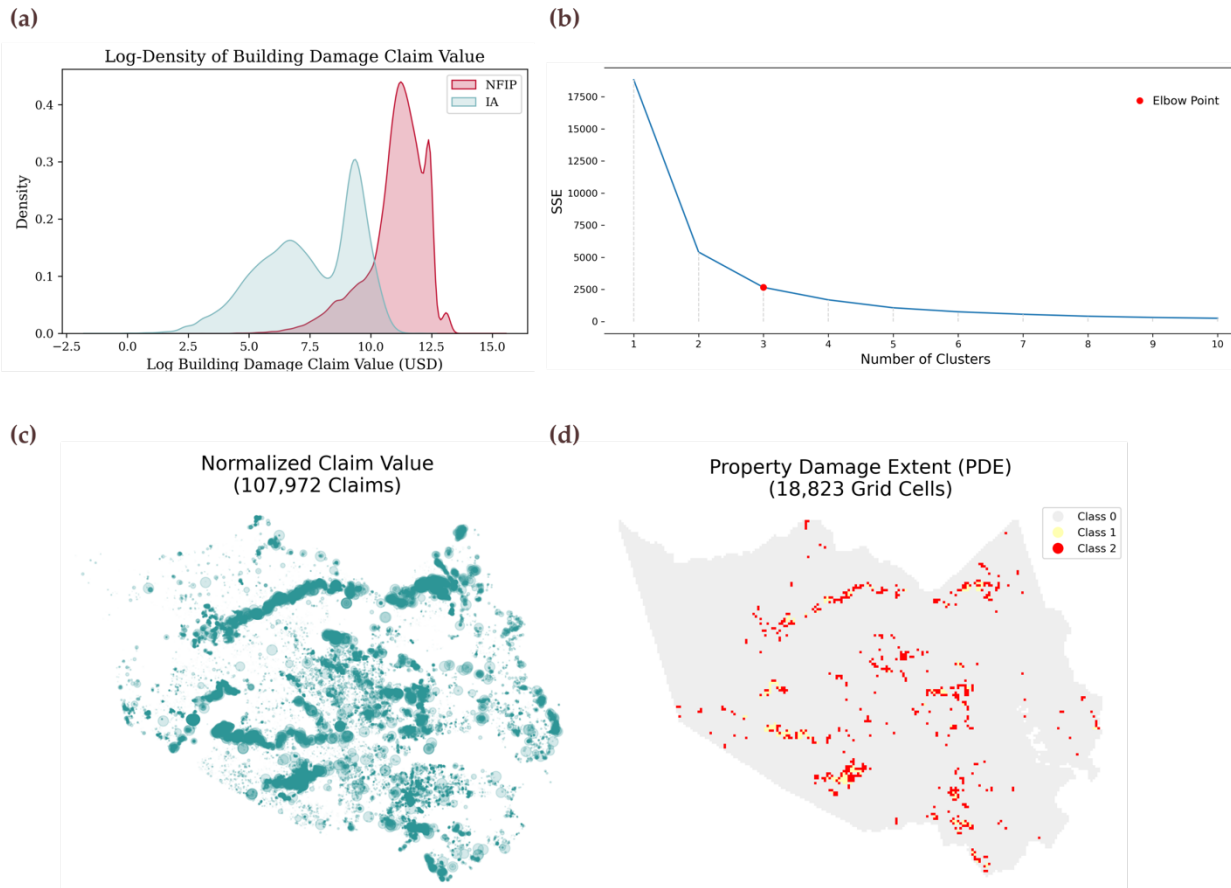 (a)
Log-Density of Building Damage Claim Value
NFIP
IA
Density
0.4
0.3
0.2
0.1
0.0
-2.5 0.0 2.5 5.0 7.5 10.0 12.5 15.0
Log Building Damage Claim Value (USD)
(b)
Elbow Point
SSE
17500
15000
12500
10000
7500
5000
2500
0
1 2 3 4 5 6 7 8 9 10
Number of Clusters
(c)
Normalized Claim Value
(107,972 Claims)
(d)
Property Damage Extent (PDE)
(18,823 Grid Cells)
Class 0
Class 1
Class 2